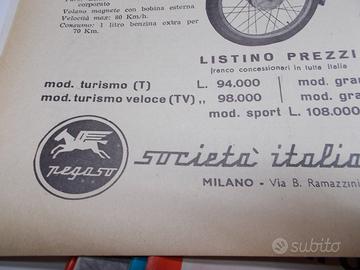 corporato
Volano magnete con bobina esterna
Velocità max: 80 Km/h.
Consumo: 1 litro benzina extra per
70 Km.
LISTINO PREZZI
franco concessionari in tutta Italia
mod. turismo (T) L. 94.000 mod. gra
mod. turismo veloce (TV) ,, 98.000 mod. gra
mod. sport L. 108.000
pegaso
società italia
MILANO - Via B. Ramazzini
subito